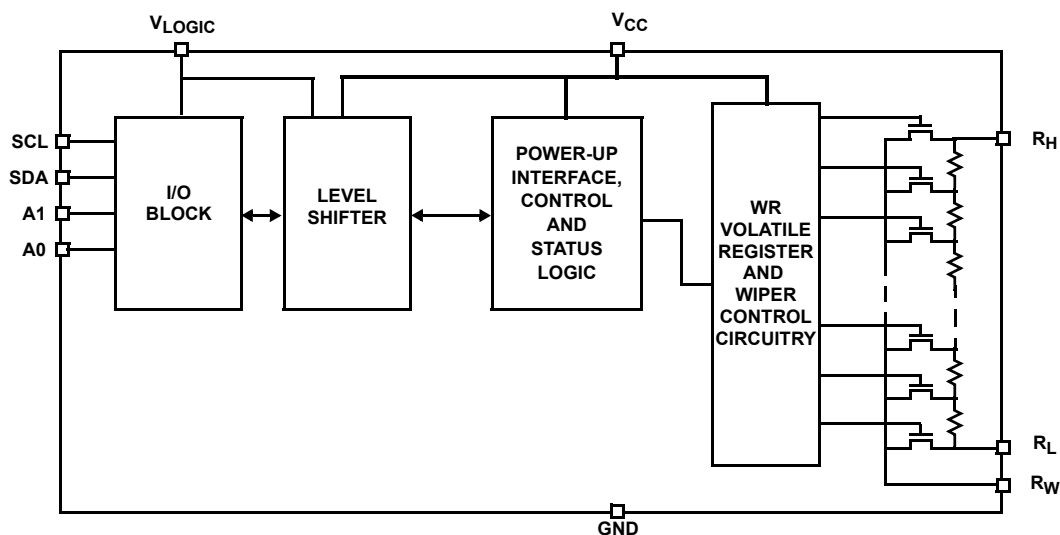 VLOGIC
VCC
SCL
SDA
A1
A0
I/O
BLOCK
LEVEL
SHIFTER
POWER-UP
INTERFACE,
CONTROL
AND
STATUS
LOGIC
WR
VOLATILE
REGISTER
AND
WIPER
CONTROL
CIRCUITRY
RH
RL
RW
GND